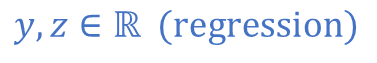 y, z ∈ ℝ (regression)